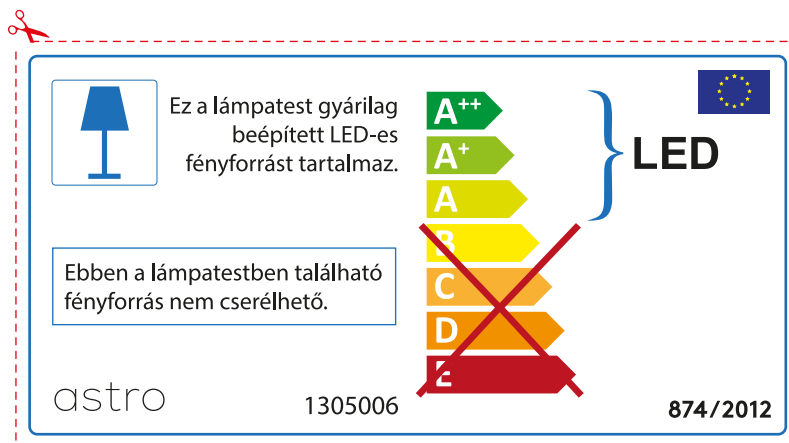 Ez a lámpatest gyárilag
beépített LED-es
fényforrást tartalmaz.
Ebben a lámpatestben található
fényforrás nem cserélhető.
A++
A+
A
B
C
D
E
LED
astro
1305006
874/2012